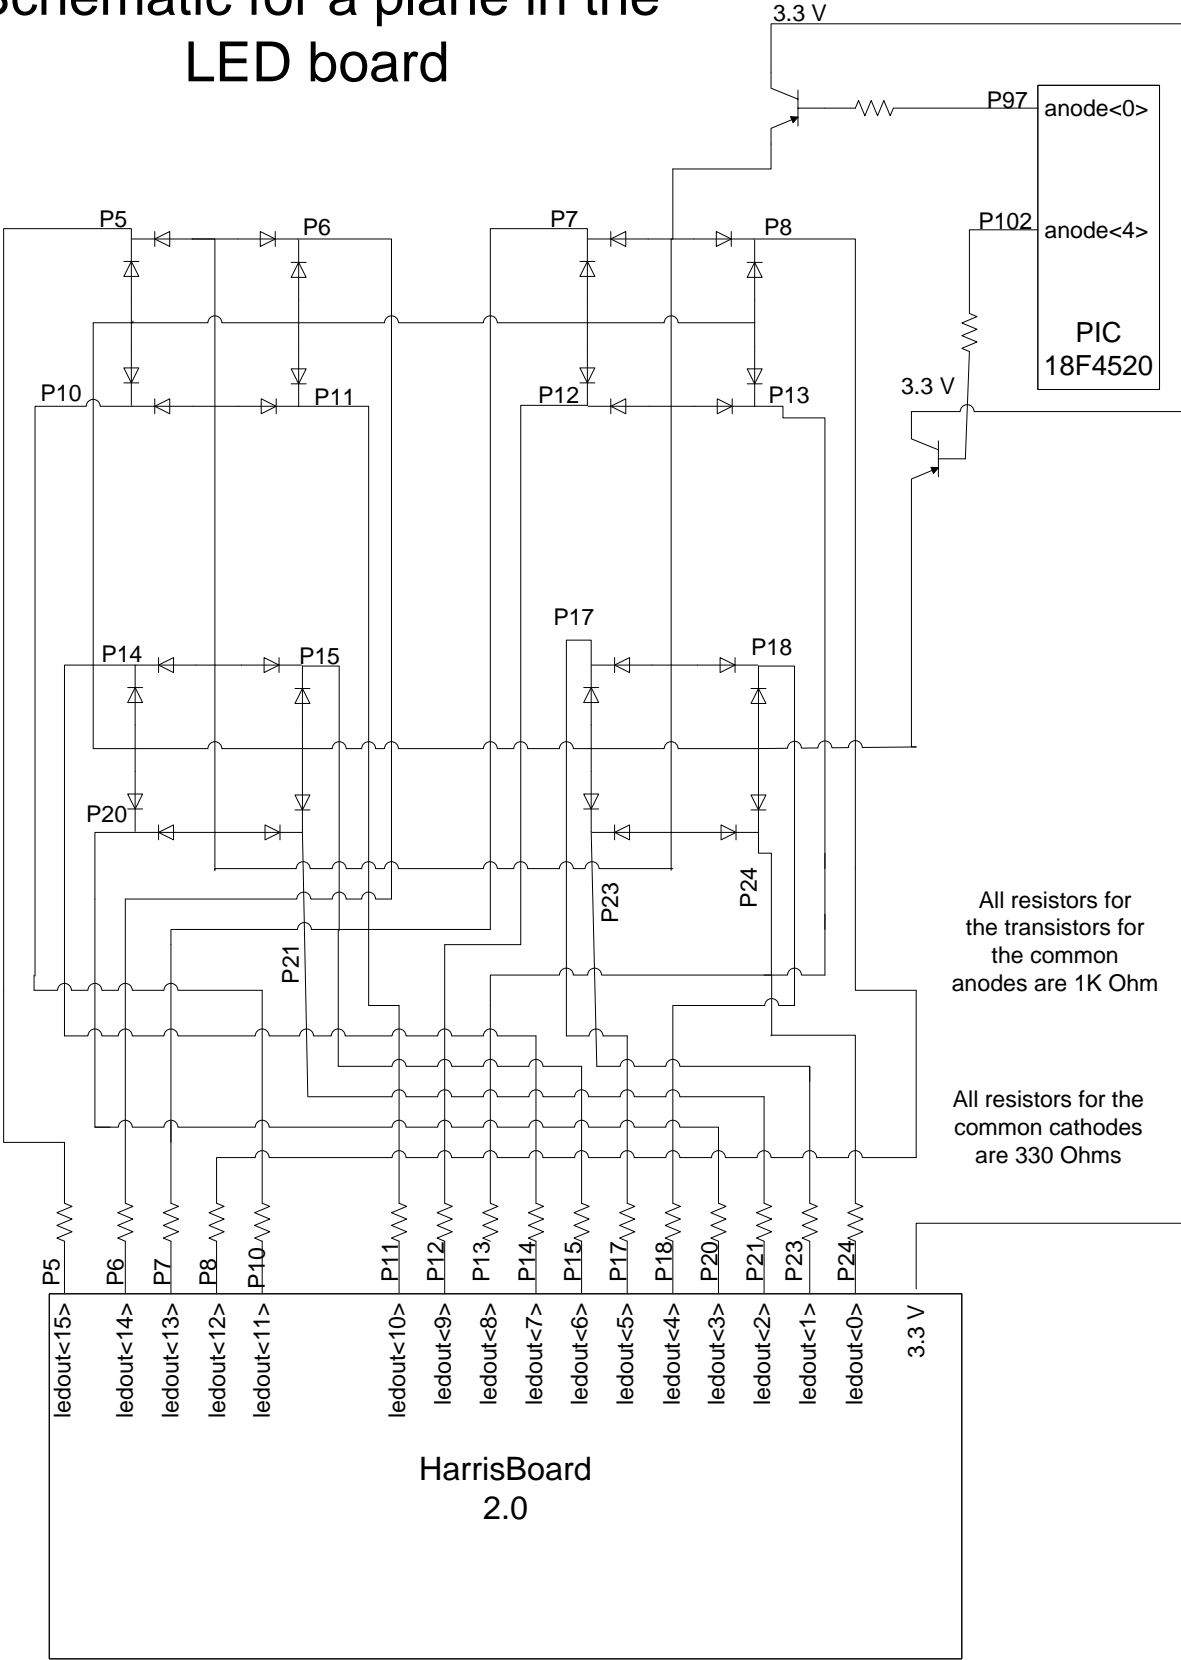 Schematic for a plane in the
LED board
3.3 V
P97
anode<0>
P102
anode<4>
PIC
18F4520
P5
P6
P7
P8
P10
P11
P12
P13
3.3 V
P17
P14
P15
P18
P20
P21
P23
P24
All resistors for
the transistors for
the common
anodes are 1K Ohm
All resistors for the
common cathodes
are 330 Ohms
P5
P6
P7
P8
P10
P11
P12
P13
P14
P15
P17
P18
P20
P21
P23
P24
ledout<15>
ledout<14>
ledout<13>
ledout<12>
ledout<11>
ledout<10>
ledout<9>
ledout<8>
ledout<7>
ledout<6>
ledout<5>
ledout<4>
ledout<3>
ledout<2>
ledout<1>
ledout<0>
3.3 V
HarrisBoard
2.0